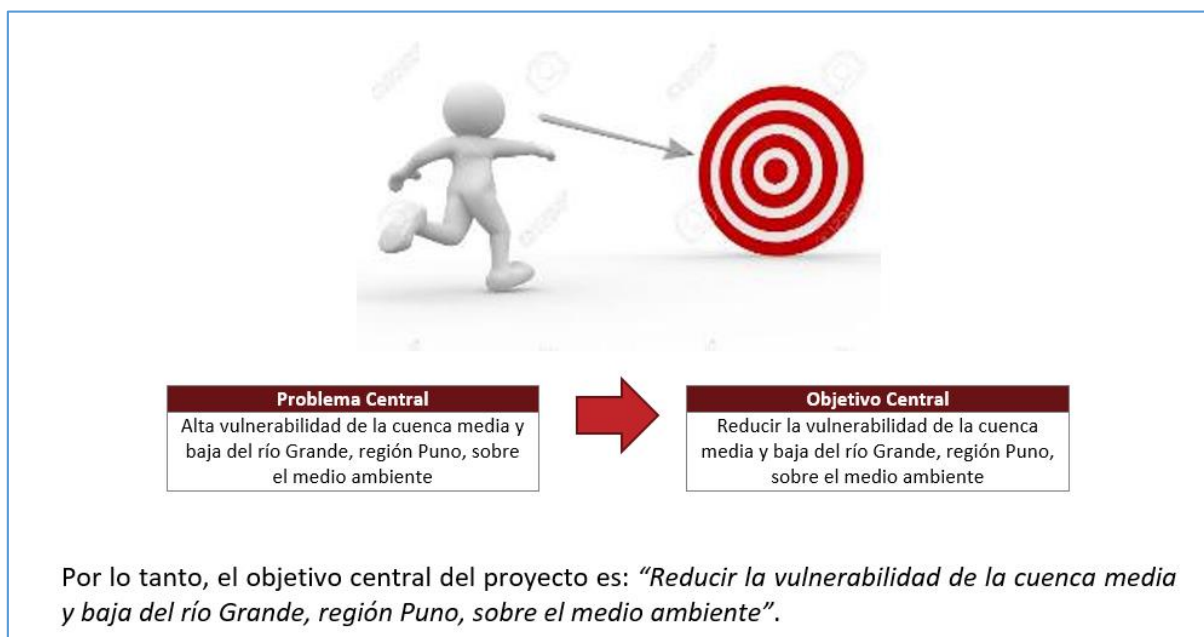 Problema Central
Alta vulnerabilidad de la cuenca media y
baja del río Grande, región Puno, sobre
el medio ambiente
Objetivo Central
Reducir la vulnerabilidad de la cuenca
media y baja del río Grande, región Puno,
sobre el medio ambiente
Por lo tanto, el objetivo central del proyecto es: “Reducir la vulnerabilidad de la cuenca media
y baja del río Grande, región Puno, sobre el medio ambiente”.